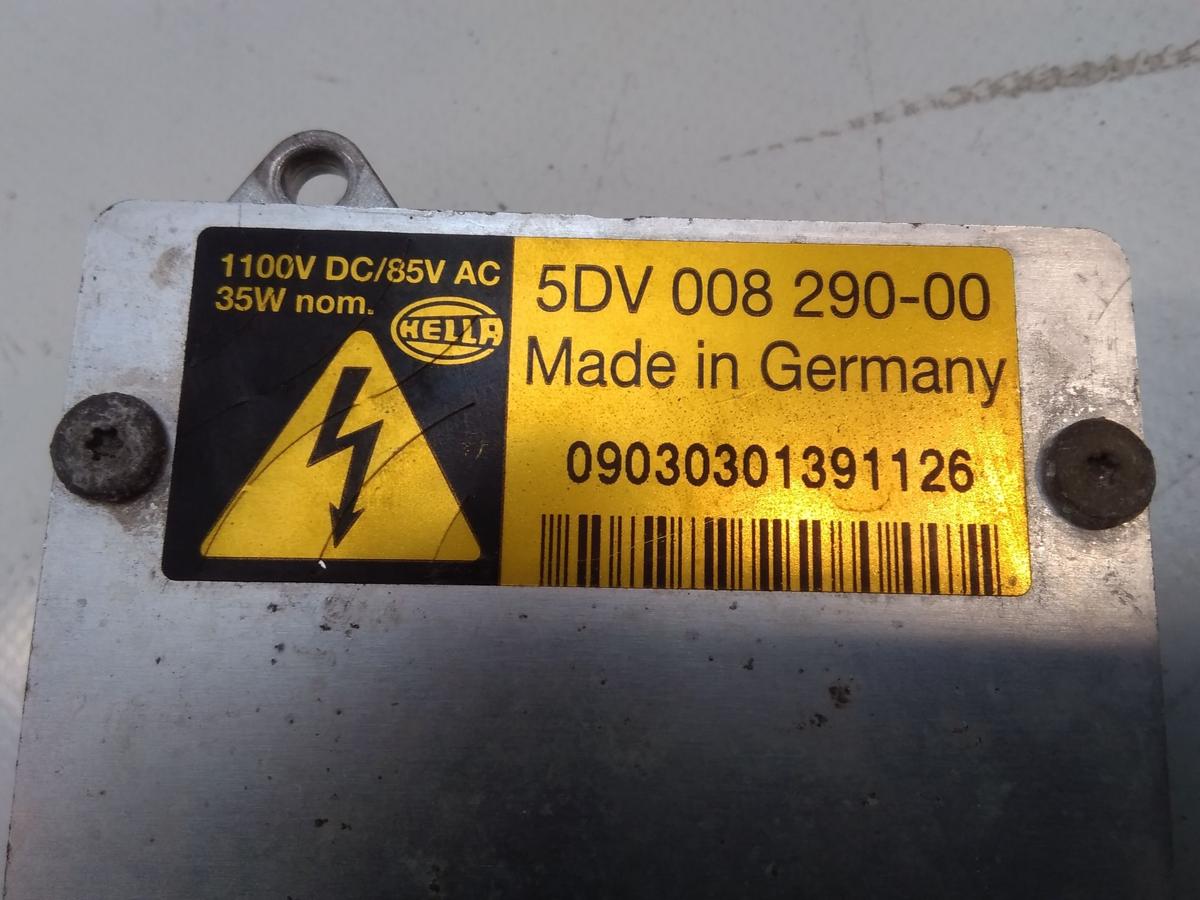 1100V DC/85V AC
35W nom.
HELLA
5DV 008 290-00
Made in Germany
09030301391126